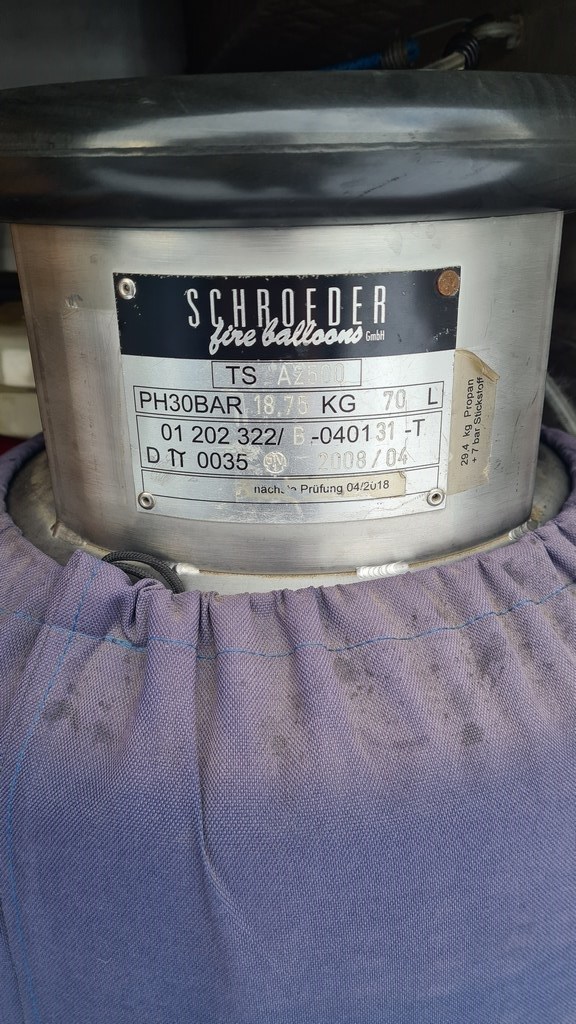 SCHROEDER
fire balloons GmbH
TS A2500
PH30BAR 18,75 KG 70 L
01 202 322/ B -040131 -T
D π 0035 2008/04
nächste Prüfung 04/2018
29,4 kg Propan
+ 7 bar Stickstoff